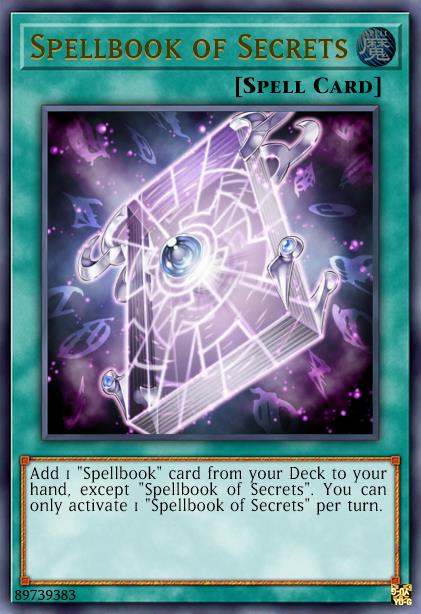 SPELLBOOK OF SECRETS
魔
[SPELL CARD]
Add 1 "Spellbook" card from your Deck to your
hand, except "Spellbook of Secrets". You can
only activate 1 "Spellbook of Secrets" per turn.
89739383